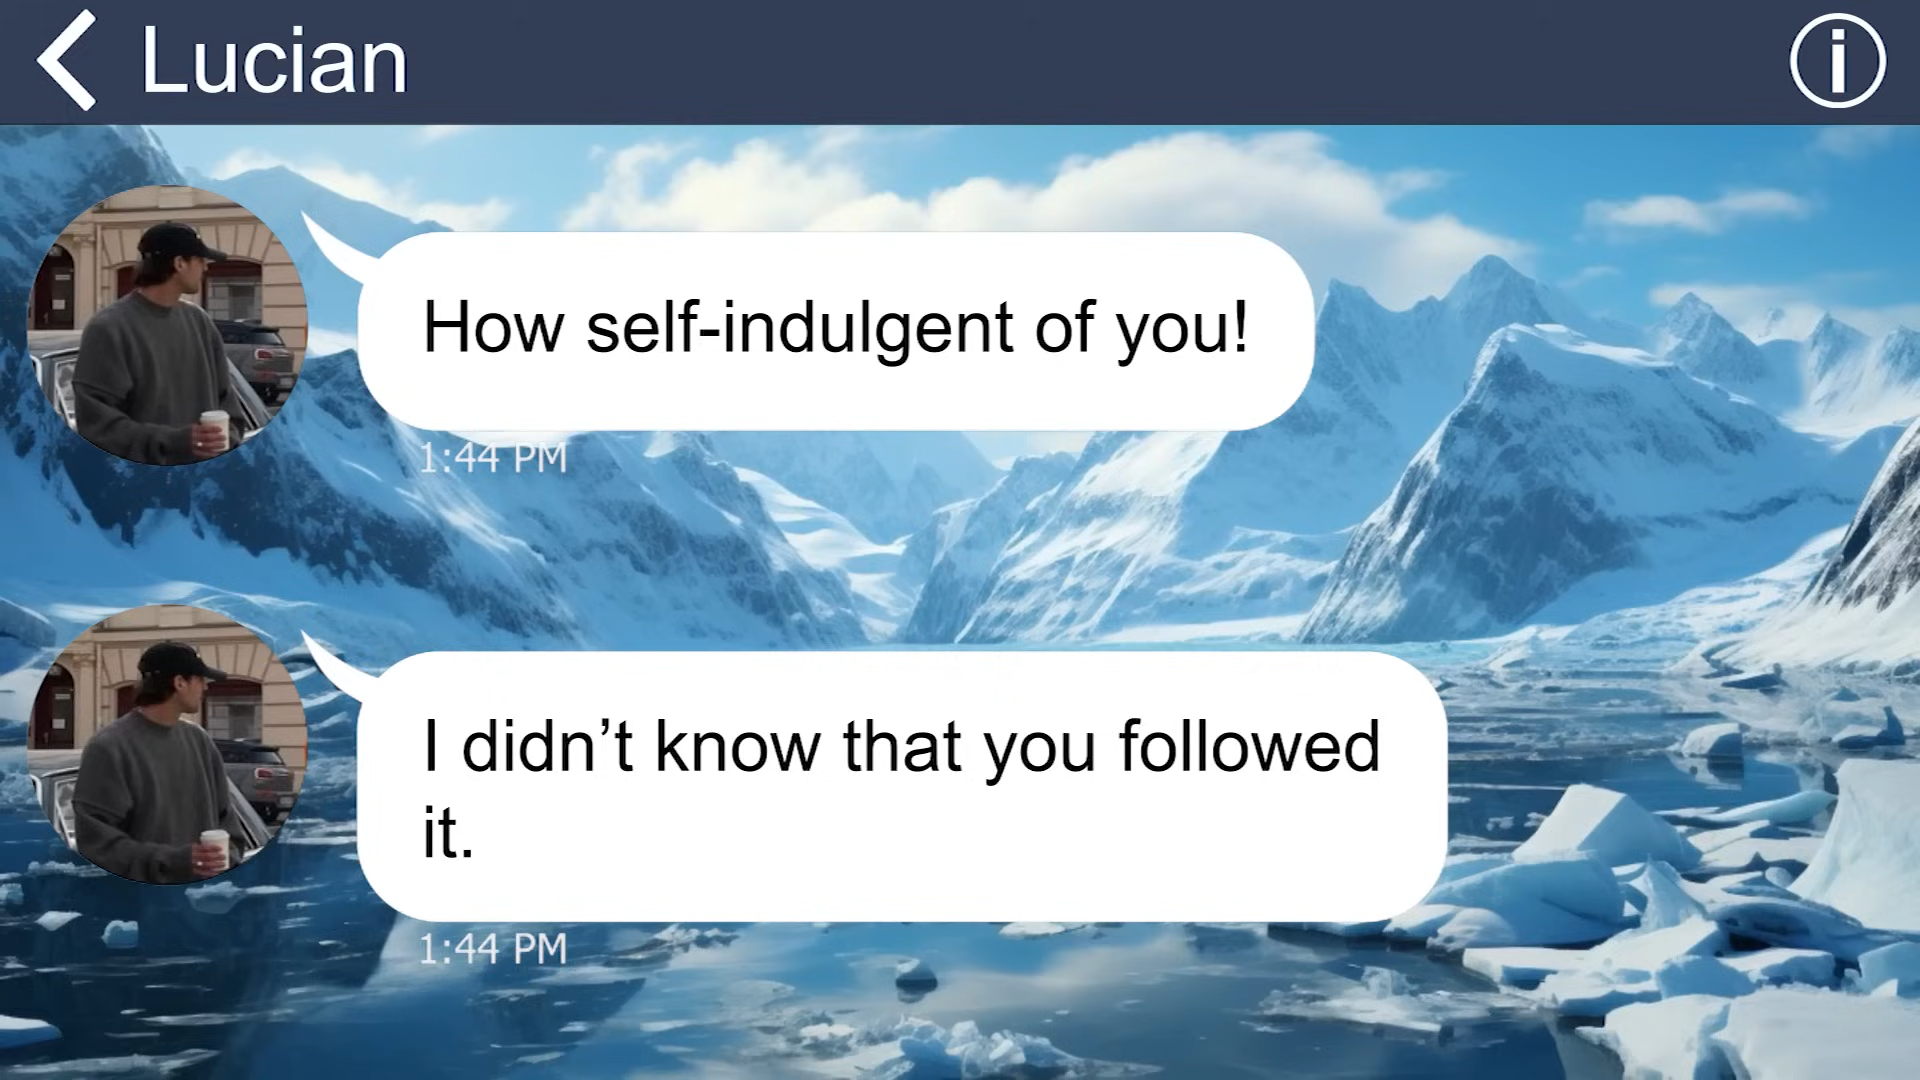 Lucian
How self-indulgent of you!
1:44 PM
I didn’t know that you followed
it.
1:44 PM